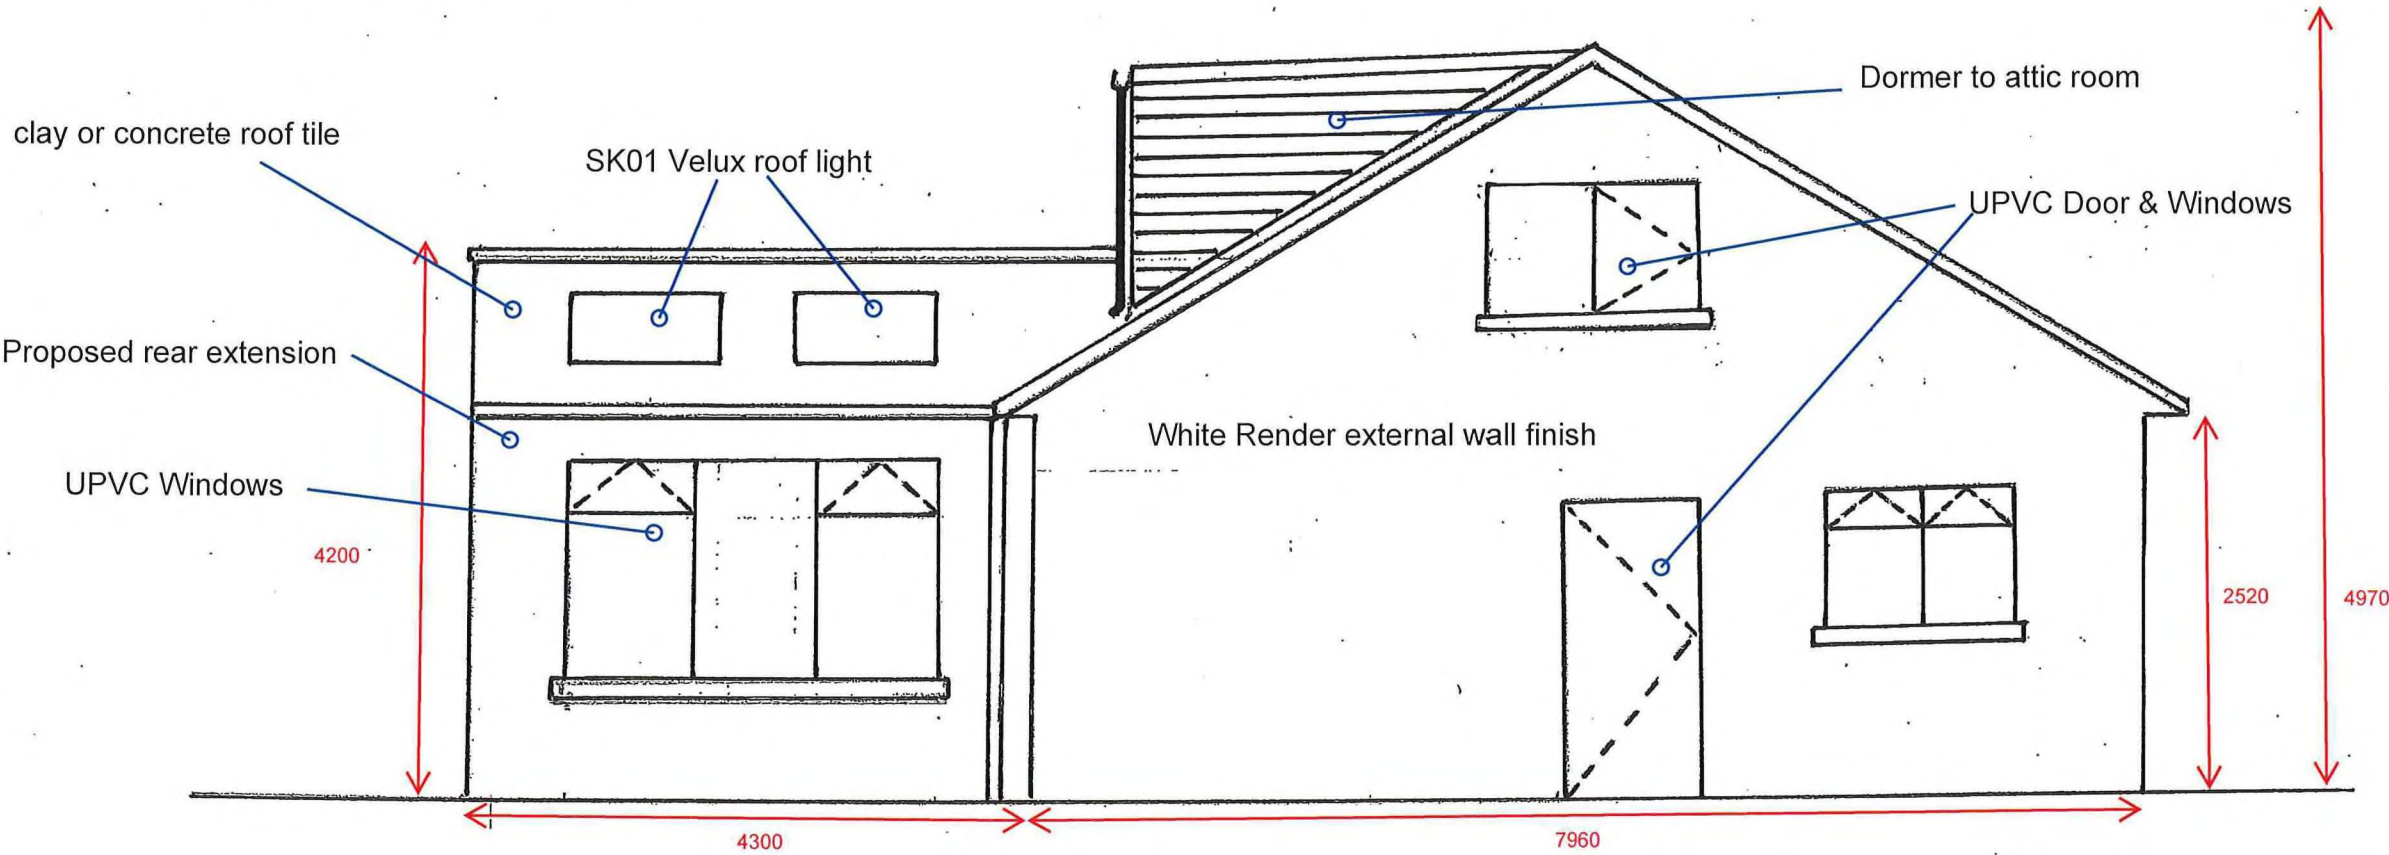 Dormer to attic room
clay or concrete roof tile
SK01 Velux roof light
UPVC Door & Windows
Proposed rear extension
White Render external wall finish
UPVC Windows
4200
2520
4970
4300
7960